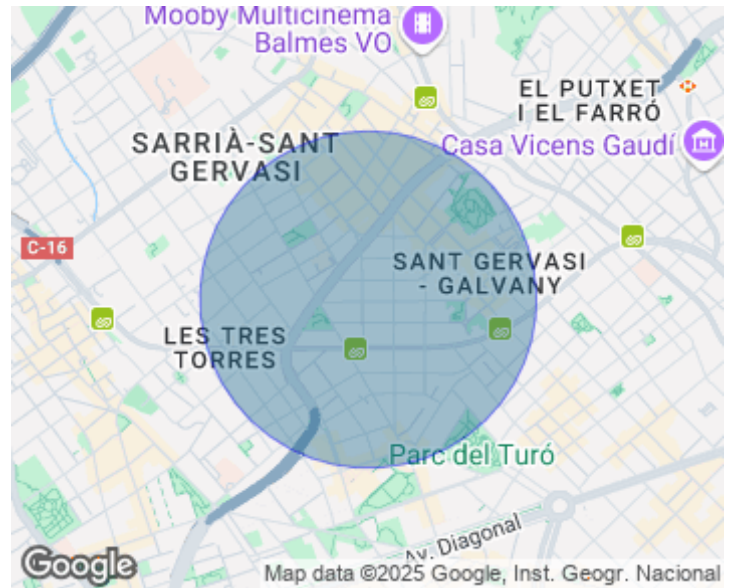 Mooby Multicinema
Balmes VO
EL PUTXET
I EL FARRÓ
SARRIÀ-SANT
GERVASI
Casa Vicens Gaudí
C-16
SANT GERVASI
- GALVANY
LES TRES
TORRES
Parc del Turó
Av. Diagonal
Google
Map data ©2025 Google, Inst. Geogr. Nacional